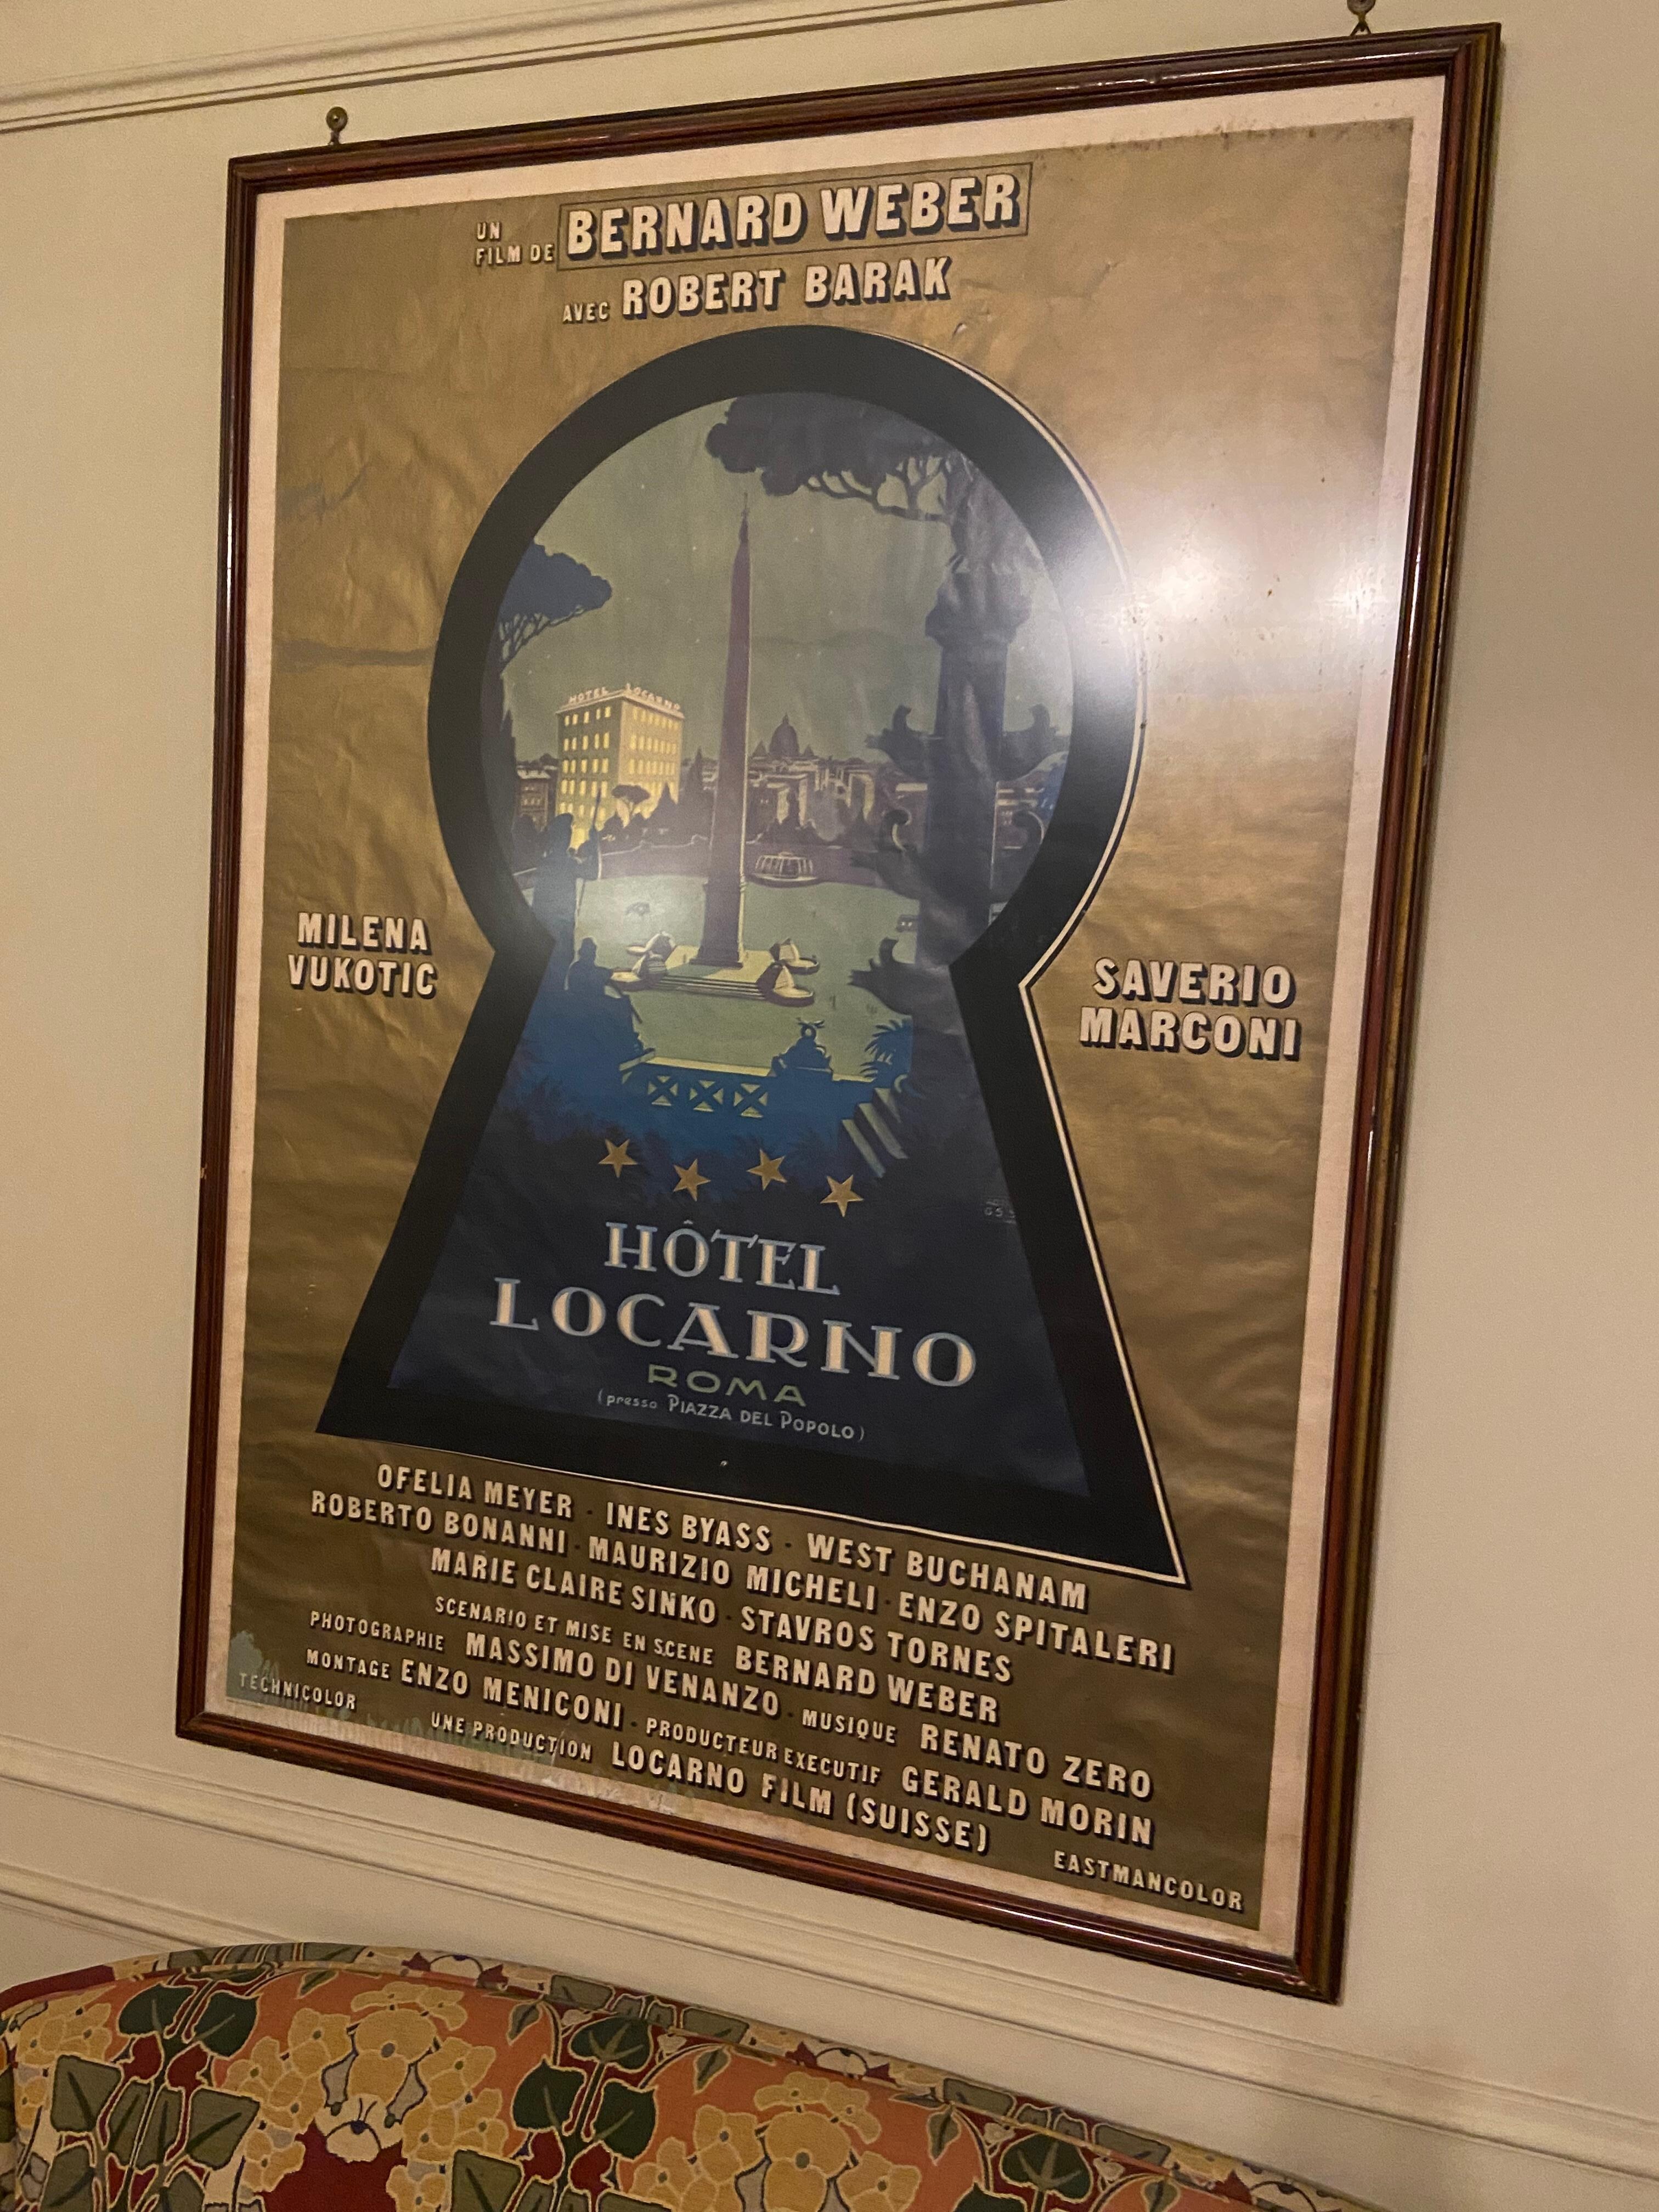 UN
FILM DE BERNARD WEBER
AVEC ROBERT BARAK
HOTEL LOCARNO
MILENA
VUKOTIC
SAVERIO
MARCONI
HÔTEL
LOCARNO
ROMA
(presso PIAZZA DEL POPOLO)
OFELIA MEYER · INES BYASS · WEST BUCHANAM
ROBERTO BONANNI · MAURIZIO MICHELI · ENZO SPITALERI
MARIE CLAIRE SINKO · STAVROS TORNES
SCENARIO ET MISE EN SCENE BERNARD WEBER
PHOTOGRAPHIE MASSIMO DI VENANZO · MUSIQUE RENATO ZERO
MONTAGE ENZO MENICONI · PRODUCTEUR EXECUTIF GERALD MORIN
TECHNICOLOR
UNE PRODUCTION LOCARNO FILM (SUISSE)
EASTMANCOLOR